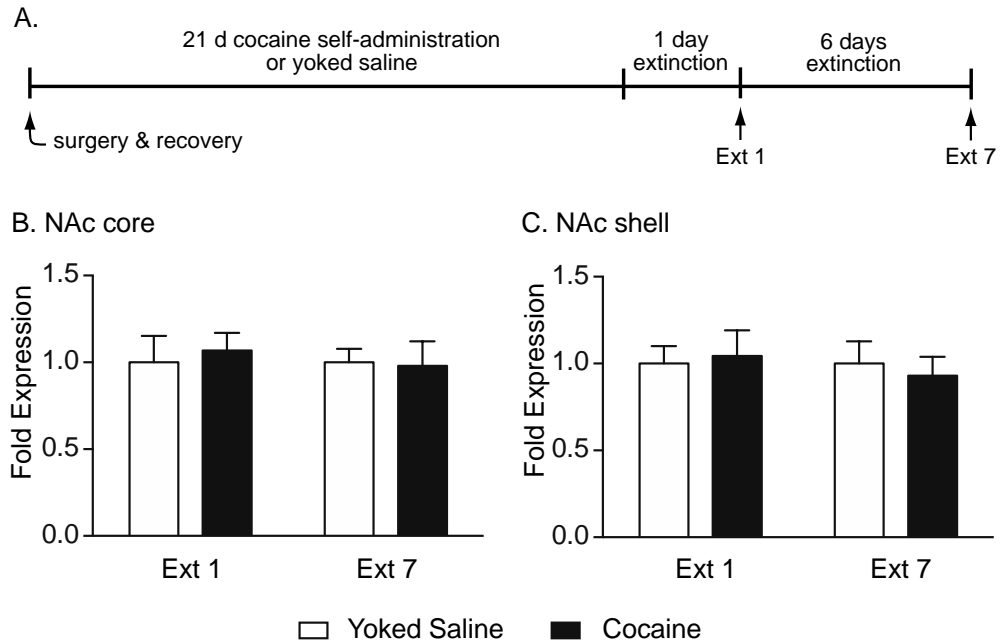 A.
21 d cocaine self-administration
or yoked saline
1 day
extinction
6 days
extinction
surgery & recovery
Ext 1
Ext 7
B. NAc core
Fold Expression
1.5
1.0
0.5
0.0
Ext 1 Ext 7
C. NAc shell
Fold Expression
1.5
1.0
0.5
0.0
Ext 1 Ext 7
Yoked Saline Cocaine